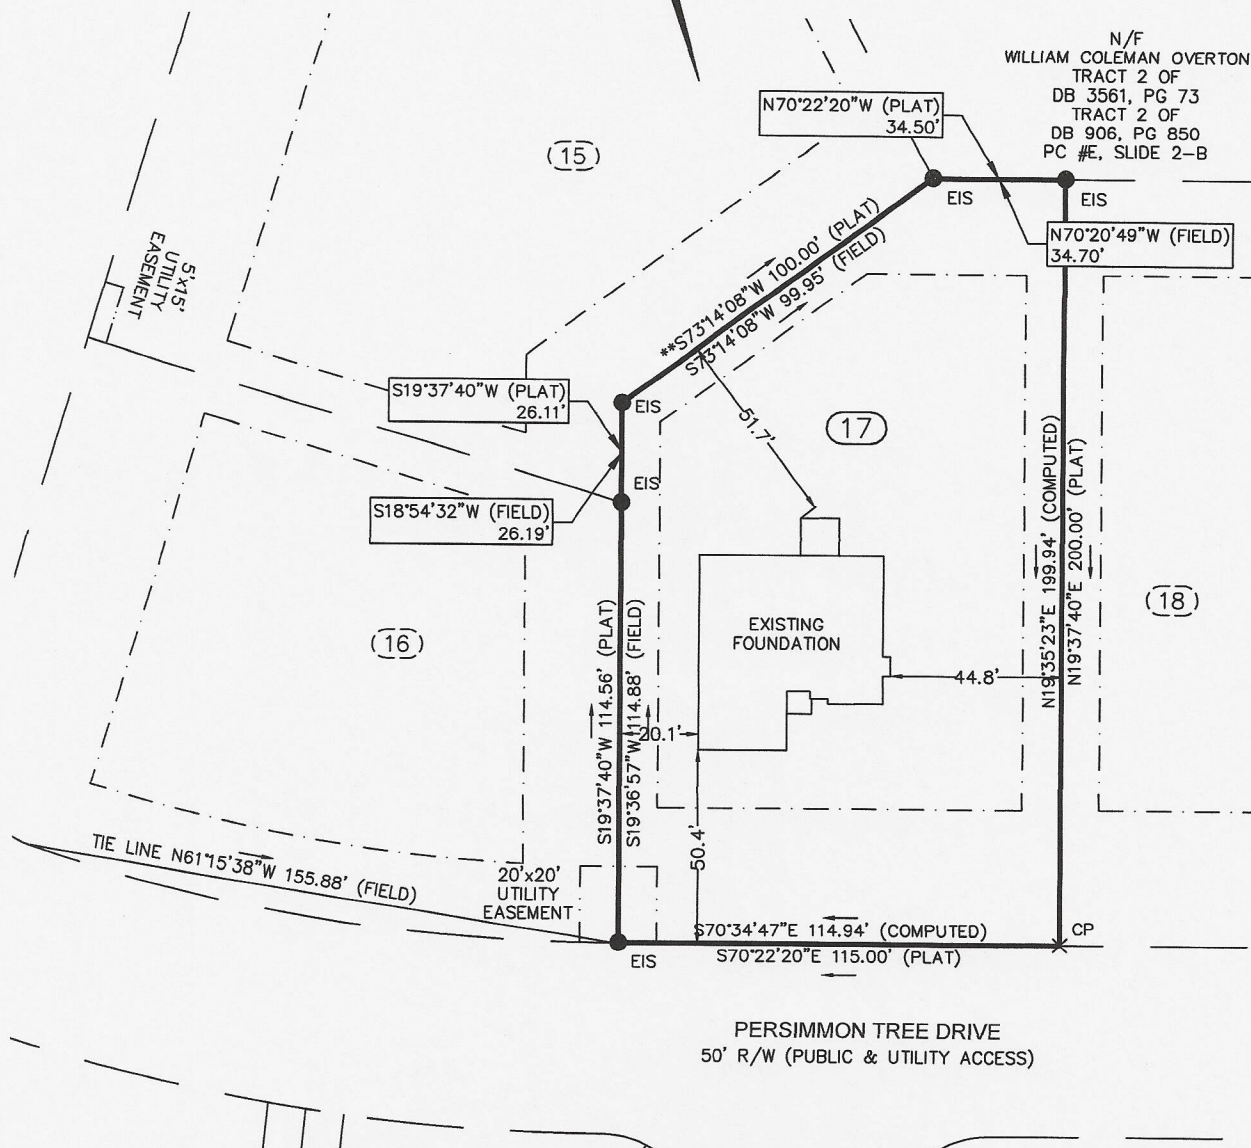 N/F
WILLIAM COLEMAN OVERTON
TRACT 2 OF
DB 3561, PG 73
TRACT 2 OF
DB 906, PG 850
PC #E, SLIDE 2-B
N70°22'20"W (PLAT)
34.50'
15
EIS
EIS
N70°20'49"W (FIELD)
34.70'
5'x15'
UTILITY
EASEMENT
**S73°14'08"W 100.00' (PLAT)
S73°14'08"W 99.95' (FIELD)
S19°37'40"W (PLAT)
26.11'
EIS
51.7'
17
EIS
S18°54'32"W (FIELD)
26.19'
N19°35'23"E 199.94' (COMPUTED)
N19°37'40"E 200.00' (PLAT)
18
16
EXISTING
FOUNDATION
44.8'
S19°37'40"W 114.56' (PLAT)
S19°36'57"W 114.88' (FIELD)
20.1'
50.4'
TIE LINE N61°15'38"W 155.88' (FIELD)
20'x20'
UTILITY
EASEMENT
S70°34'47"E 114.94' (COMPUTED)
CP
EIS
S70°22'20"E 115.00' (PLAT)
PERSIMMON TREE DRIVE
50' R/W (PUBLIC & UTILITY ACCESS)